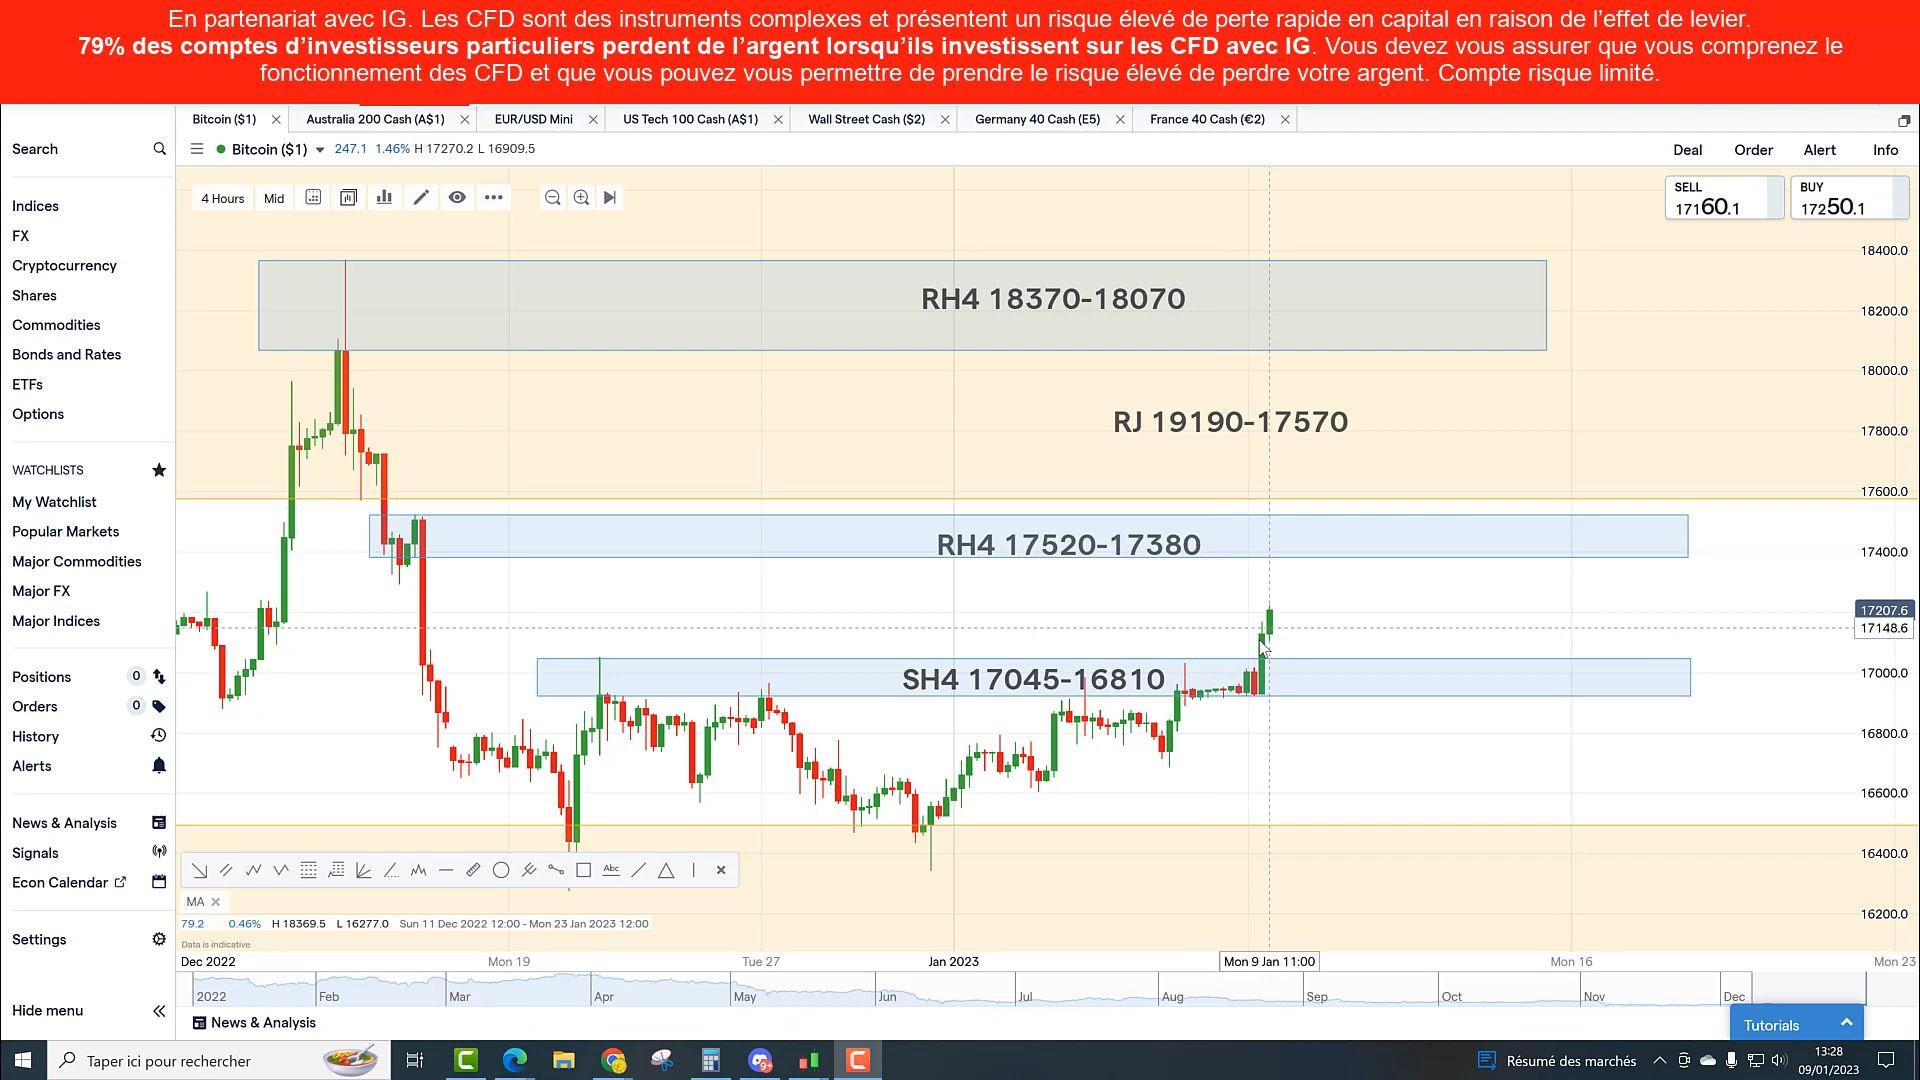 En partenariat avec IG. Les CFD sont des instruments complexes et présentent un risque élevé de perte rapide en capital en raison de l’effet de levier.
79% des comptes d’investisseurs particuliers perdent de l’argent lorsqu’ils investissent sur les CFD avec IG. Vous devez vous assurer que vous comprenez le
fonctionnement des CFD et que vous pouvez vous permettre de prendre le risque élevé de perdre votre argent. Compte risque limité.
Bitcoin ($1) Australia 200 Cash (A$1) EUR/USD Mini US Tech 100 Cash (A$1) Wall Street Cash ($2) Germany 40 Cash (E5) France 40 Cash (€2)
Search
Bitcoin ($1) 247.1 1.46% H 17270.2 L 16909.5
Deal Order Alert Info
4 Hours Mid
SELL
17160.1
BUY
17250.1
Indices
FX
Cryptocurrency
Shares
Commodities
Bonds and Rates
ETFs
Options
WATCHLISTS
My Watchlist
Popular Markets
Major Commodities
Major FX
Major Indices
Positions 0
Orders 0
History
Alerts
News & Analysis
Signals
Econ Calendar
Settings
Hide menu
RH4 18370-18070
RJ 19190-17570
RH4 17520-17380
SH4 17045-16810
18400.0
18200.0
18000.0
17800.0
17600.0
17400.0
17207.6
17148.6
17000.0
16800.0
16600.0
16400.0
16200.0
Abc
MA
79.2 0.46% H 18369.5 L 16277.0 Sun 11 Dec 2022 12:00 - Mon 23 Jan 2023 12:00
Data is indicative
Dec 2022 Mon 19 Tue 27 Jan 2023 Mon 9 Jan 11:00 Mon 16 Mon 23
2022 Feb Mar Apr May Jun Jul Aug Sep Oct Nov Dec
News & Analysis
Tutorials
Taper ici pour rechercher
9+
Résumé des marchés
13:28
09/01/2023